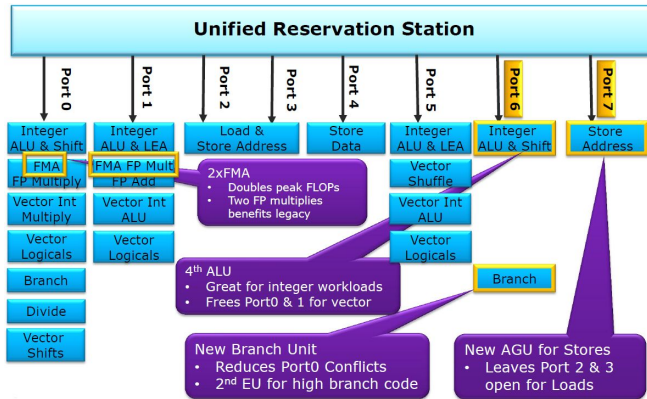 Unified Reservation Station
Port 0
Port 1
Port 2
Port 3
Port 4
Port 5
Port 6
Port 7
Integer
ALU & Shift
Integer
ALU & LEA
Load &
Store Address
Store
Data
Integer
ALU & LEA
Integer
ALU & Shift
Store
Address
FMA
FP Multiply
Vector Int
Multiply
Vector
Logicals
Branch
Divide
Vector
Shifts
FMA FP Mult
FP Add
Vector Int
ALU
Vector
Logicals
2xFMA
• Doubles peak FLOPs
• Two FP multiplies
benefits legacy
Vector
Shuffle
Vector Int
ALU
Vector
Logicals
4th ALU
• Great for integer workloads
• Frees Port0 & 1 for vector
Branch
New Branch Unit
• Reduces Port0 Conflicts
• 2nd EU for high branch code
New AGU for Stores
• Leaves Port 2 & 3
open for Loads